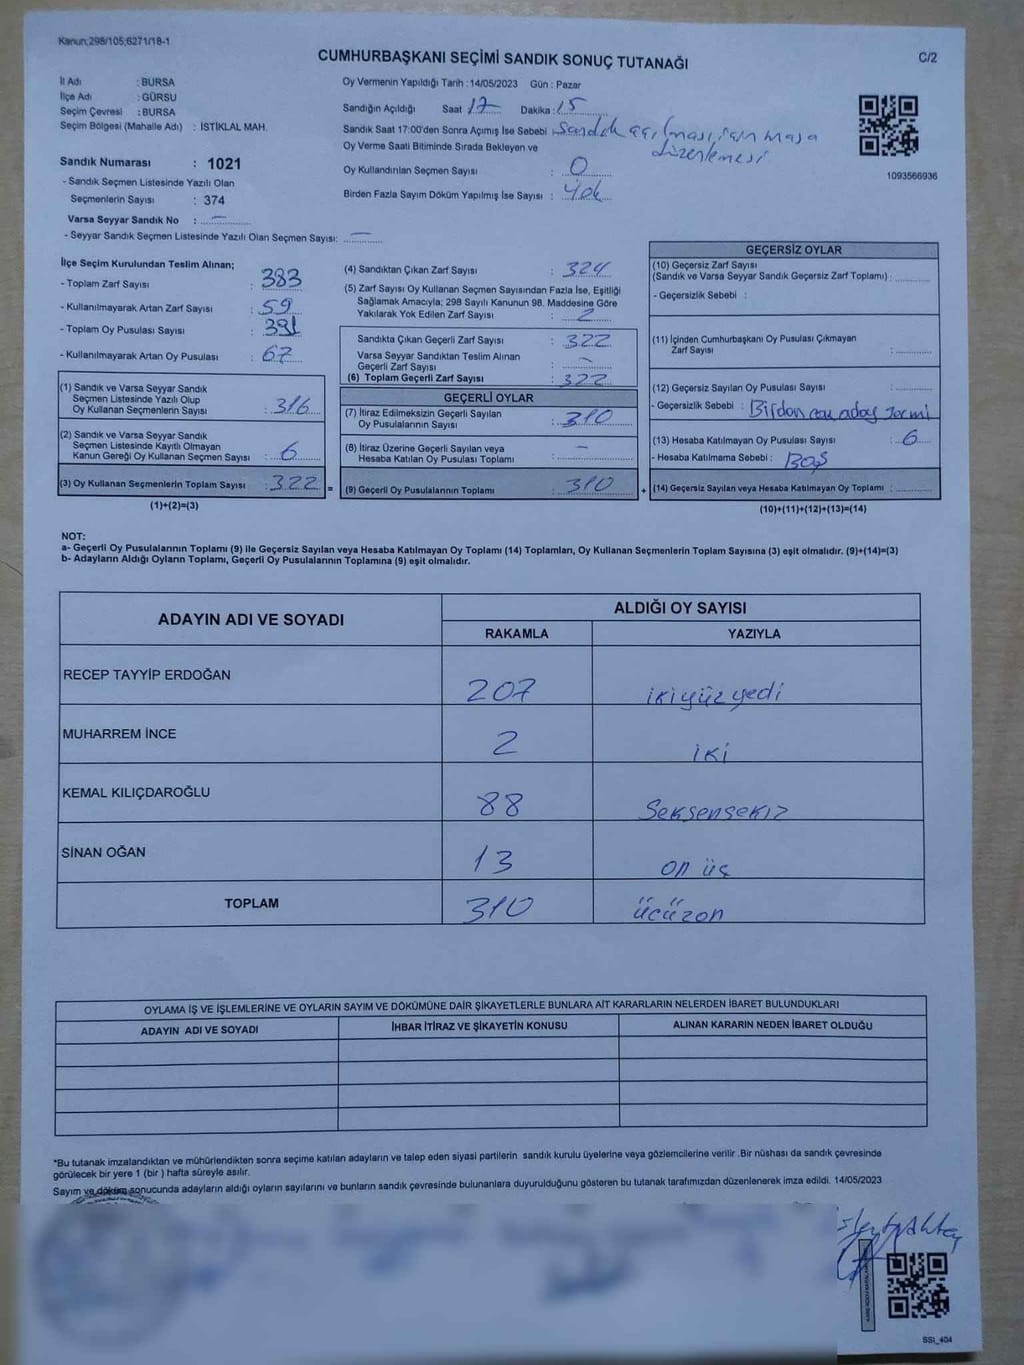 Kanun;298/105;6271/18-1
CUMHURBAŞKANI SEÇİMİ SANDIK SONUÇ TUTANAĞI
C/2
İl Adı : BURSA
İlçe Adı : GÜRSU
Seçim Çevresi : BURSA
Seçim Bölgesi (Mahalle Adı) : İSTİKLAL MAH.
Sandık Numarası : 1021
- Sandık Seçmen Listesinde Yazılı Olan
Seçmenlerin Sayısı : 374
Varsa Seyyar Sandık No : —
- Seyyar Sandık Seçmen Listesinde Yazılı Olan Seçmen Sayısı: —
Oy Vermenin Yapıldığı Tarih : 14/05/2023 Gün : Pazar
Sandığın Açıldığı Saat 17 Dakika : 15
Sandık Saat 17:00'den Sonra Açımış İse Sebebi : Sandık açılması için masa
düzenlemesi
Oy Verme Saati Bitiminde Sırada Bekleyen ve
Oy Kullandırılan Seçmen Sayısı : 0
Birden Fazla Sayım Döküm Yapılmış İse Sayısı : Yok
1093566936
İlçe Seçim Kurulundan Teslim Alınan;
- Toplam Zarf Sayısı : 383
- Kullanılmayarak Artan Zarf Sayısı : 59
- Toplam Oy Pusulası Sayısı : 391
- Kullanılmayarak Artan Oy Pusulası : 67
(1) Sandık ve Varsa Seyyar Sandık
Seçmen Listesinde Yazılı Olup
Oy Kullanan Seçmenlerin Sayısı : 316
(2) Sandık ve Varsa Seyyar Sandık
Seçmen Listesinde Kayıtlı Olmayan
Kanun Gereği Oy Kullanan Seçmen Sayısı : 6
(3) Oy Kullanan Seçmenlerin Toplam Sayısı : 322 =
(1)+(2)=(3)
(4) Sandıktan Çıkan Zarf Sayısı : 324
(5) Zarf Sayısı Oy Kullanan Seçmen Sayısından Fazla İse, Eşitliği
Sağlamak Amacıyla; 298 Sayılı Kanunun 98. Maddesine Göre
Yakılarak Yok Edilen Zarf Sayısı : 2
Sandıkta Çıkan Geçerli Zarf Sayısı : 322
Varsa Seyyar Sandıktan Teslim Alınan
Geçerli Zarf Sayısı : —
(6) Toplam Geçerli Zarf Sayısı : 322
GEÇERLİ OYLAR
(7) İtiraz Edilmeksizin Geçerli Sayılan
Oy Pusulalarının Sayısı : 310
(8) İtiraz Üzerine Geçerli Sayılan veya
Hesaba Katılan Oy Pusulası Toplamı : —
(9) Geçerli Oy Pusulalarının Toplamı : 310 +
GEÇERSİZ OYLAR
(10) Geçersiz Zarf Sayısı
(Sandık ve Varsa Seyyar Sandık Geçersiz Zarf Toplamı) :
- Geçersizlik Sebebi :
(11) İçinden Cumhurbaşkanı Oy Pusulası Çıkmayan
Zarf Sayısı :
(12) Geçersiz Sayılan Oy Pusulası Sayısı :
- Geçersizlik Sebebi : Birden çok aday
(13) Hesaba Katılmayan Oy Pusulası Sayısı : 6
- Hesaba Katılmama Sebebi : BOŞ
(14) Geçersiz Sayılan veya Hesaba Katılmayan Oy Toplamı :
(10)+(11)+(12)+(13)=(14)
NOT:
a- Geçerli Oy Pusulalarının Toplamı (9) ile Geçersiz Sayılan veya Hesaba Katılmayan Oy Toplamı (14) Toplamları, Oy Kullanan Seçmenlerin Toplam Sayısına (3) eşit olmalıdır. (9)+(14)=(3)
b- Adayların Aldığı Oyların Toplamı, Geçerli Oy Pusulalarının Toplamına (9) eşit olmalıdır.
ADAYIN ADI VE SOYADI
ALDIĞI OY SAYISI
RAKAMLA YAZIYLA
RECEP TAYYİP ERDOĞAN 207 ikiyüzyedi
MUHARREM İNCE 2 iki
KEMAL KILIÇDAROĞLU 88 Seksensekiz
SİNAN OĞAN 13 on üç
TOPLAM 310 üçüzon
OYLAMA İŞ VE İŞLEMLERİNE VE OYLARIN SAYIM VE DÖKÜMÜNE DAİR ŞİKAYETLERLE BUNLARA AİT KARARLARIN NELERDEN İBARET BULUNDUKLARI
ADAYIN ADI VE SOYADI İHBAR İTİRAZ VE ŞİKAYETİN KONUSU ALINAN KARARIN NEDEN İBARET OLDUĞU
*Bu tutanak imzalandıktan ve mühürlendikten sonra seçime katılan adayların ve talep eden siyasi partilerin sandık kurulu üyelerine veya gözlemcilerine verilir .Bir nüshası da sandık çevresinde
görülecek bir yere 1 (bir ) hafta süreyle asılır.
Sayım ve döküm sonucunda adayların aldığı oyların sayılarını ve bunların sandık çevresinde bulunanlara duyurulduğunu gösteren bu tutanak tarafımızdan düzenlenerek imza edildi. 14/05/2023
SSI_404